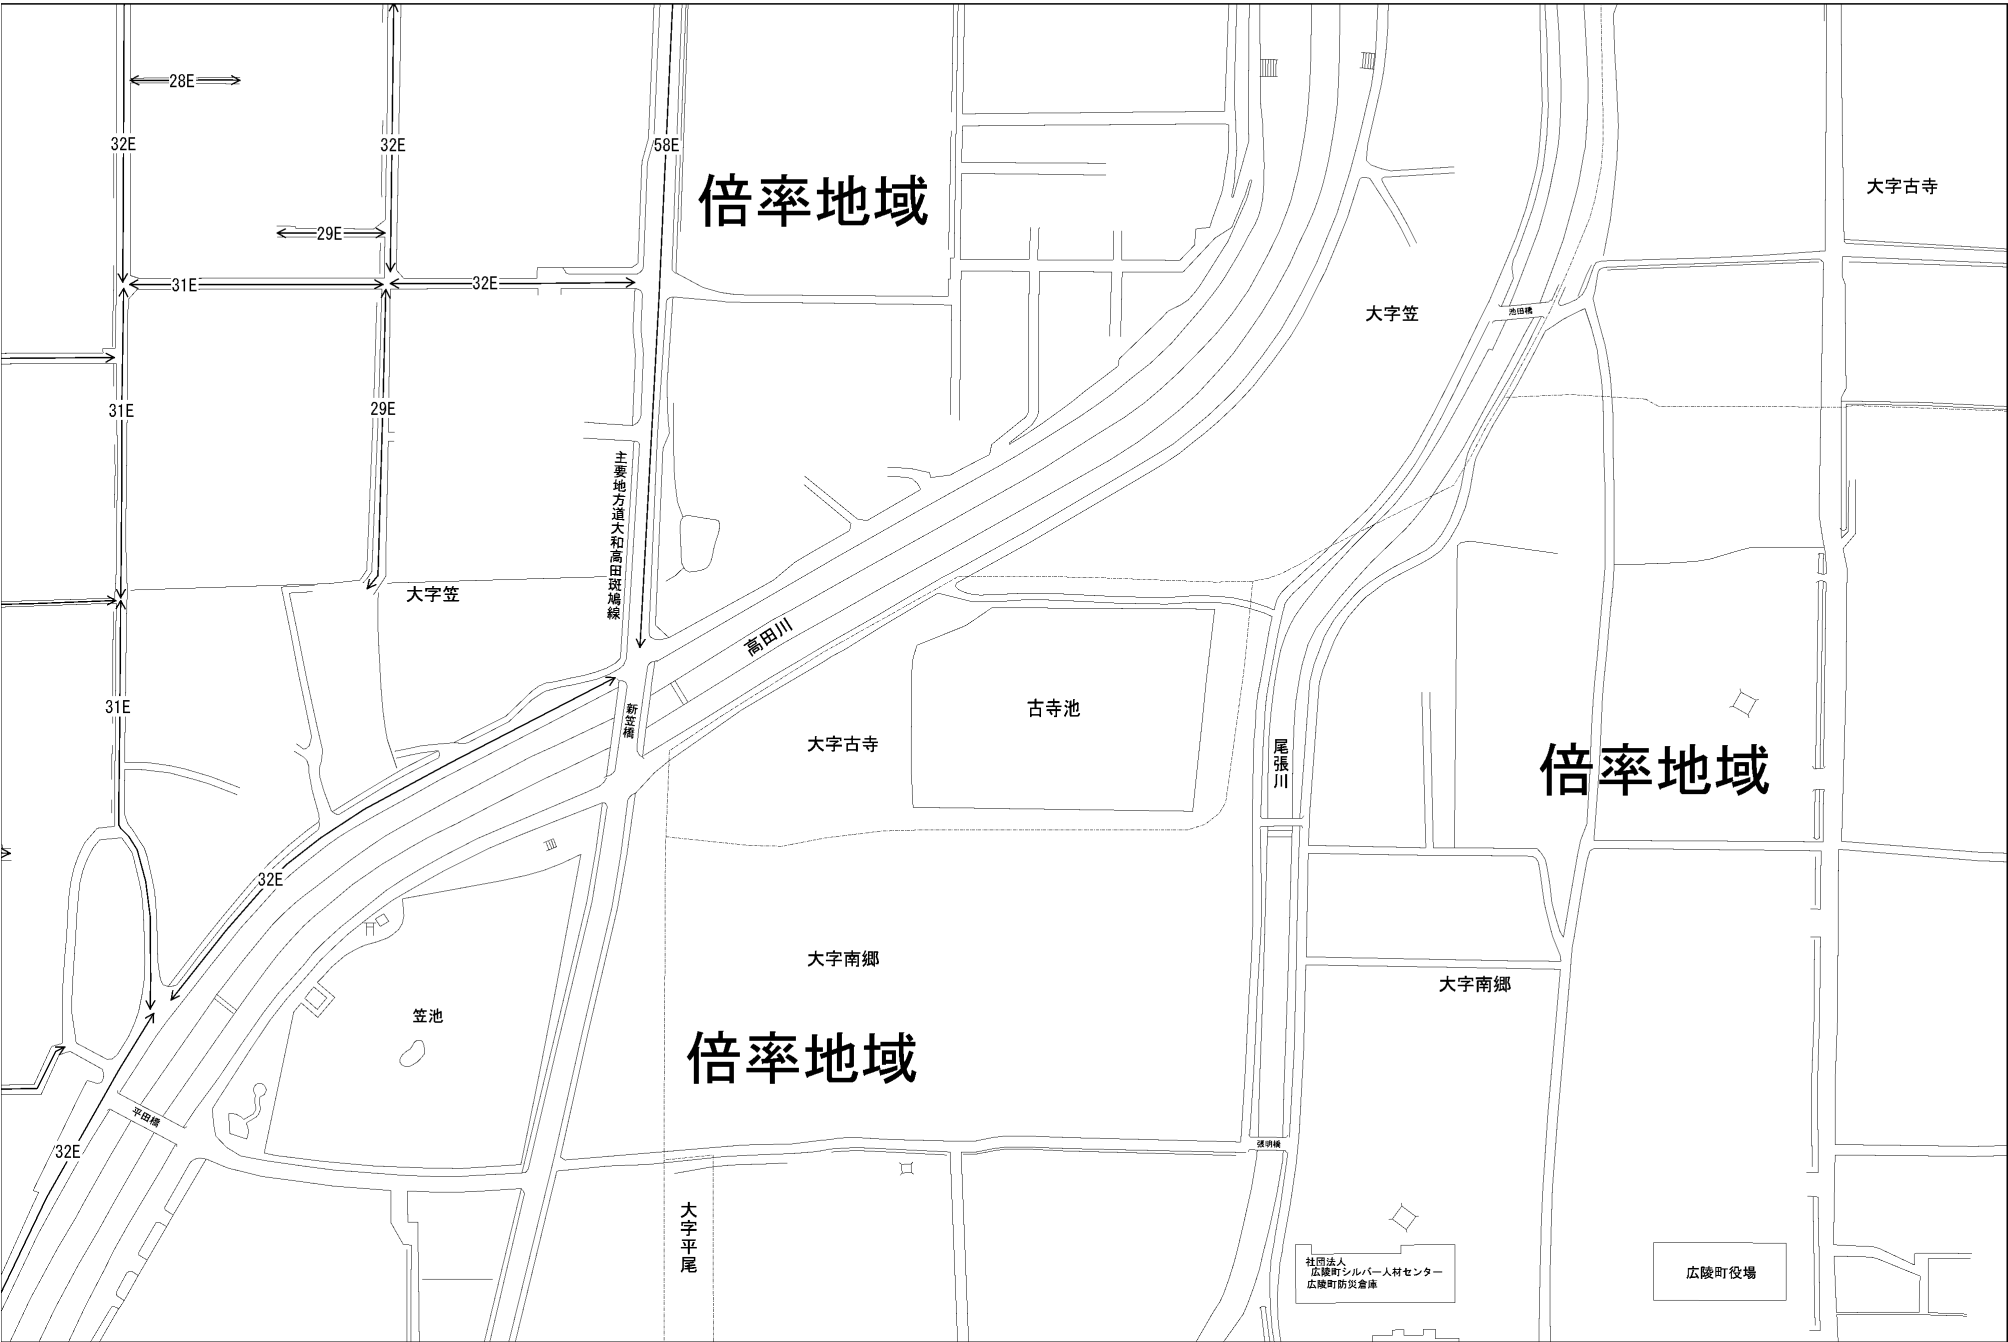 28E
32E
32E
58E
倍率地域
大字古寺
29E
31E
32E
大字笠
池田橋
31E
29E
主要地方道大和高田斑鳩線
大字笠
高田川
31E
新笠橋
古寺池
大字古寺
尾張川
倍率地域
32E
大字南郷
大字南郷
笠池
倍率地域
平田橋
32E
張明橋
大字平尾
社団法人
広陵町シルバー人材センター
広陵町防災倉庫
広陵町役場